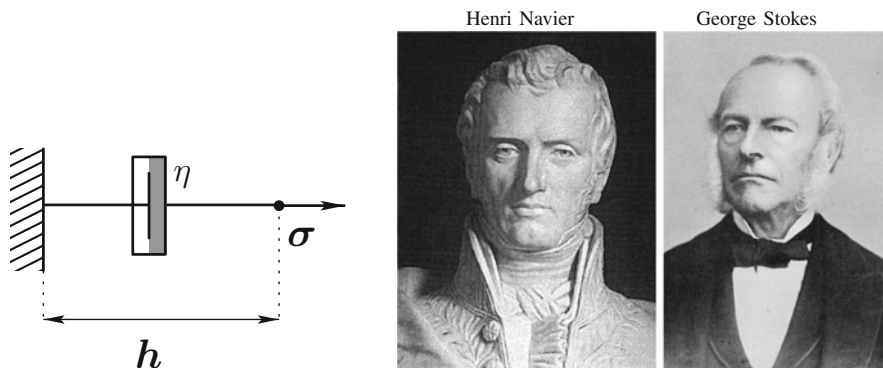 Henri Navier
George Stokes
η
σ
h